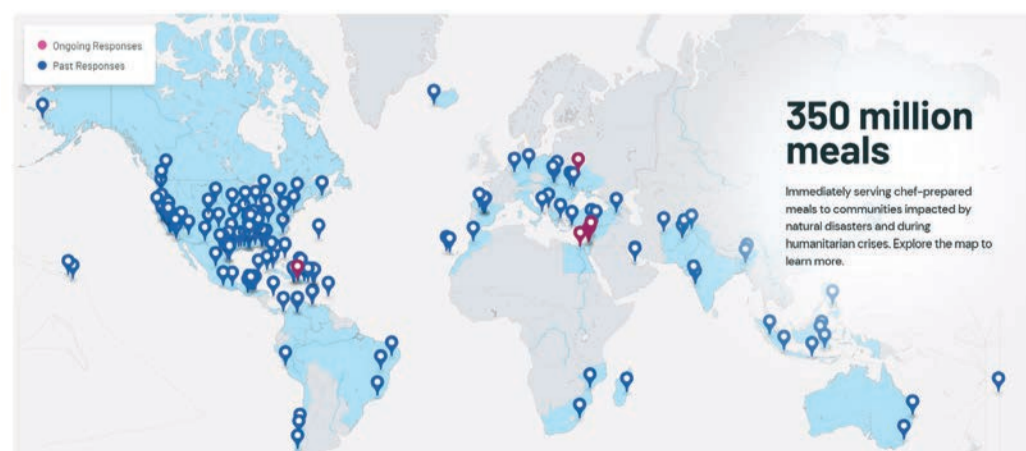 Ongoing Responses
Past Responses
350 million
meals
Immediately serving chef-prepared
meals to communities impacted by
natural disasters and during
humanitarian crises. Explore the map to
learn more.